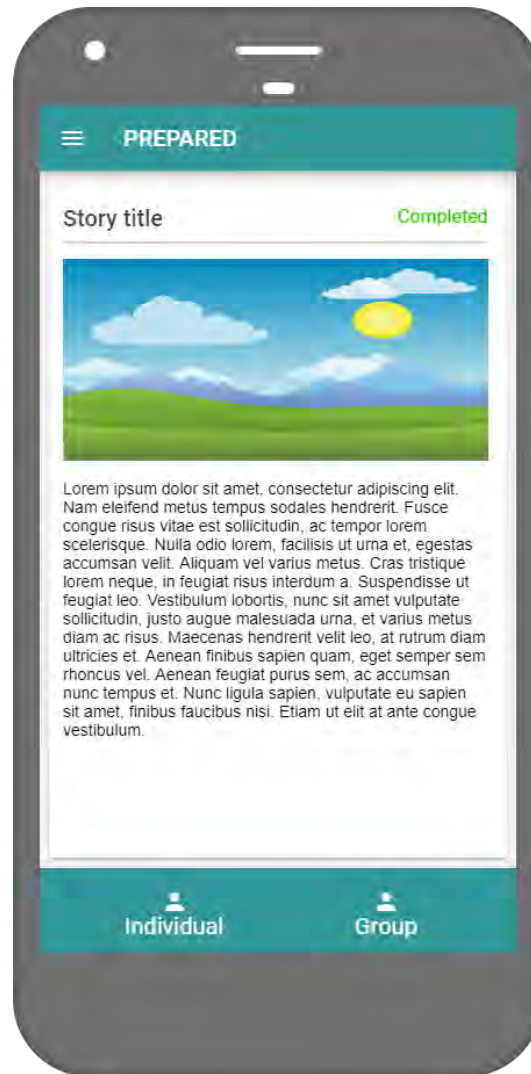 PREPARED
Story title
Completed
Lorem ipsum dolor sit amet, consectetur adipiscing elit.
Nam eleifend metus tempus sodales hendrerit. Fusce
congue risus vitae est sollicitudin, ac tempor lorem
scelerisque. Nulla odio lorem, facilisis ut urna et, egestas
accumsan velit. Aliquam vel varius metus. Cras tristique
lorem neque, in feugiat risus interdum a. Suspendisse ut
feugiat leo. Vestibulum lobortis, nunc sit amet vulputate
sollicitudin, justo augue malesuada urna, et varius metus
diam ac risus. Maecenas hendrerit velit leo, at rutrum diam
ultricies et. Aenean finibus sapien quam, eget semper sem
rhoncus vel. Aenean feugiat purus sem, ac accumsan
nunc tempus et. Nunc ligula sapien, vulputate eu sapien
sit amet, finibus faucibus nisi. Etiam ut elit at ante congue
vestibulum.
Individual
Group